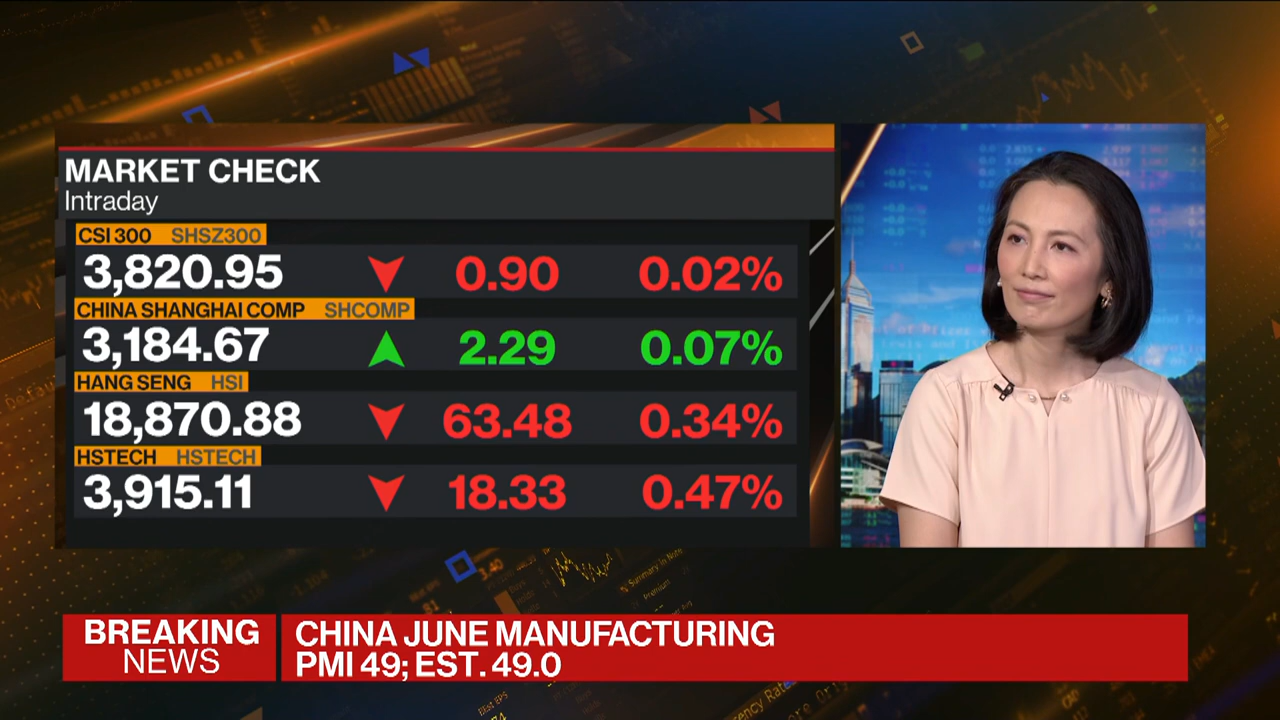 MARKET CHECK
Intraday
CSI 300 SHSZ300
3,820.95 0.90 0.02%
CHINA SHANGHAI COMP SHCOMP
3,184.67 2.29 0.07%
HANG SENG HSI
18,870.88 63.48 0.34%
HSTECH HSTECH
3,915.11 18.33 0.47%
BREAKING
NEWS
CHINA JUNE MANUFACTURING
PMI 49; EST. 49.0